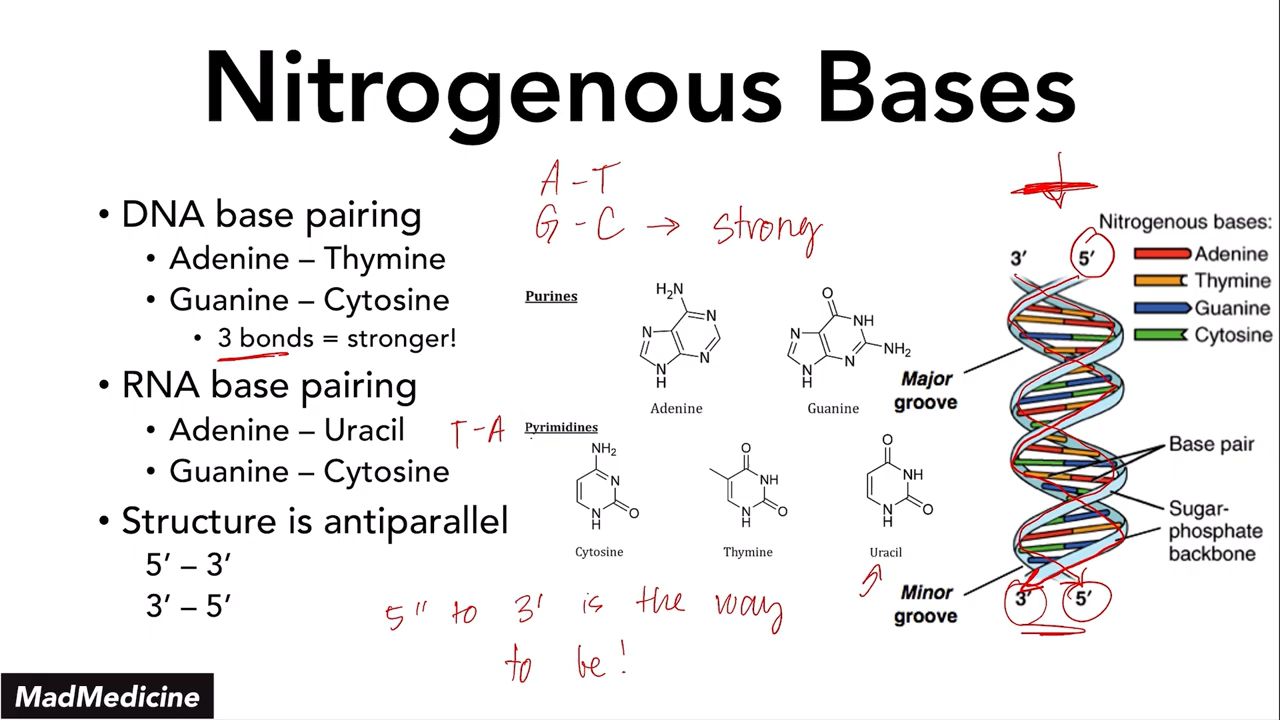 Nitrogenous Bases
• DNA base pairing
• Adenine – Thymine
• Guanine – Cytosine
• 3 bonds = stronger!
• RNA base pairing
• Adenine – Uracil
• Guanine – Cytosine
• Structure is antiparallel
5′ – 3′
3′ – 5′
A - T
G - C → strong
T - A
Purines
H₂N
N
N
N
N
H
Adenine
O
N
NH
N
H
N
NH₂
Guanine
Pyrimidines
NH₂
N
N
H
O
Cytosine
O
NH
N
H
O
Thymine
O
NH
N
H
O
Uracil
5" to 3' is the way
to be!
Nitrogenous bases:
Adenine
Thymine
Guanine
Cytosine
3′ 5′
Major
groove
Base pair
Sugar-
phosphate
backbone
Minor
groove
3′ 5′
MadMedicine